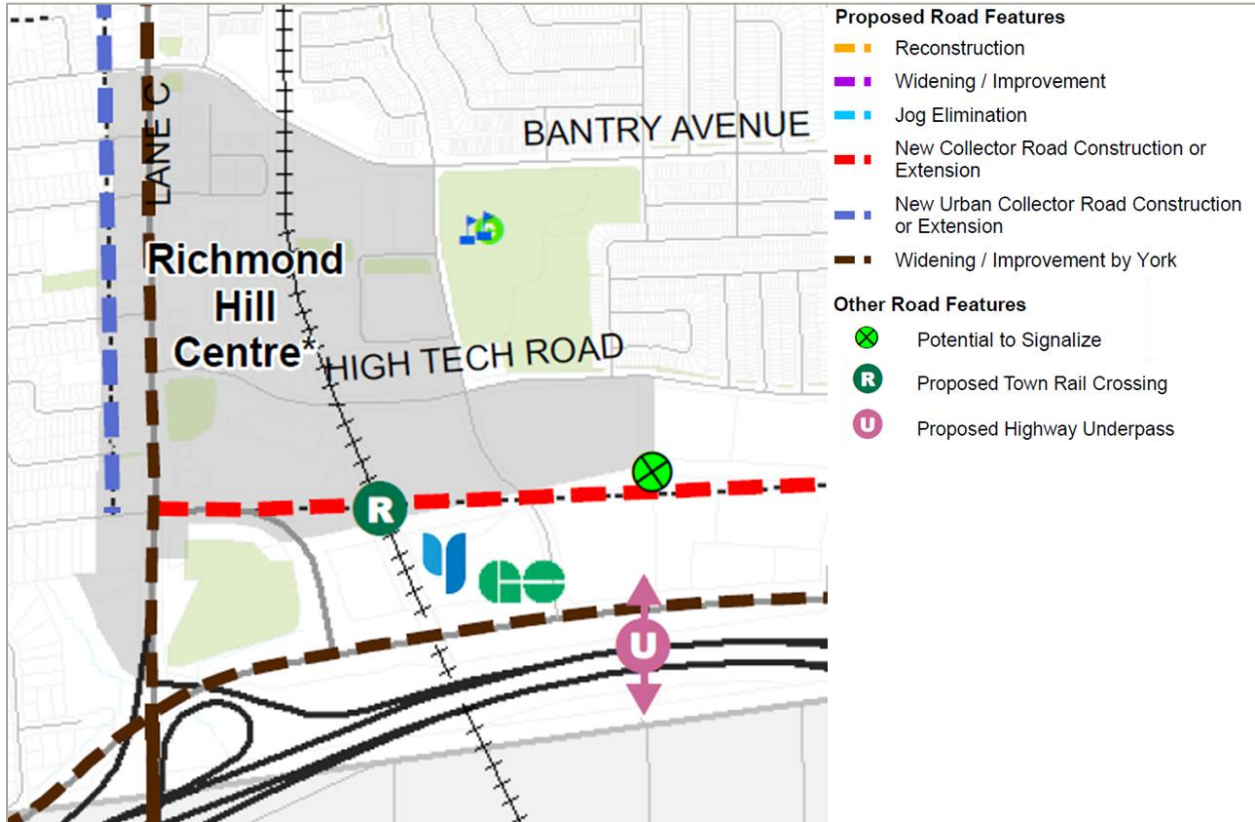 LANE C
BANTRY AVENUE
Richmond
Hill
Centre*
HIGH TECH ROAD
R
GO
U
Proposed Road Features
Reconstruction
Widening / Improvement
Jog Elimination
New Collector Road Construction or
Extension
New Urban Collector Road Construction
or Extension
Widening / Improvement by York
Other Road Features
Potential to Signalize
R Proposed Town Rail Crossing
U Proposed Highway Underpass